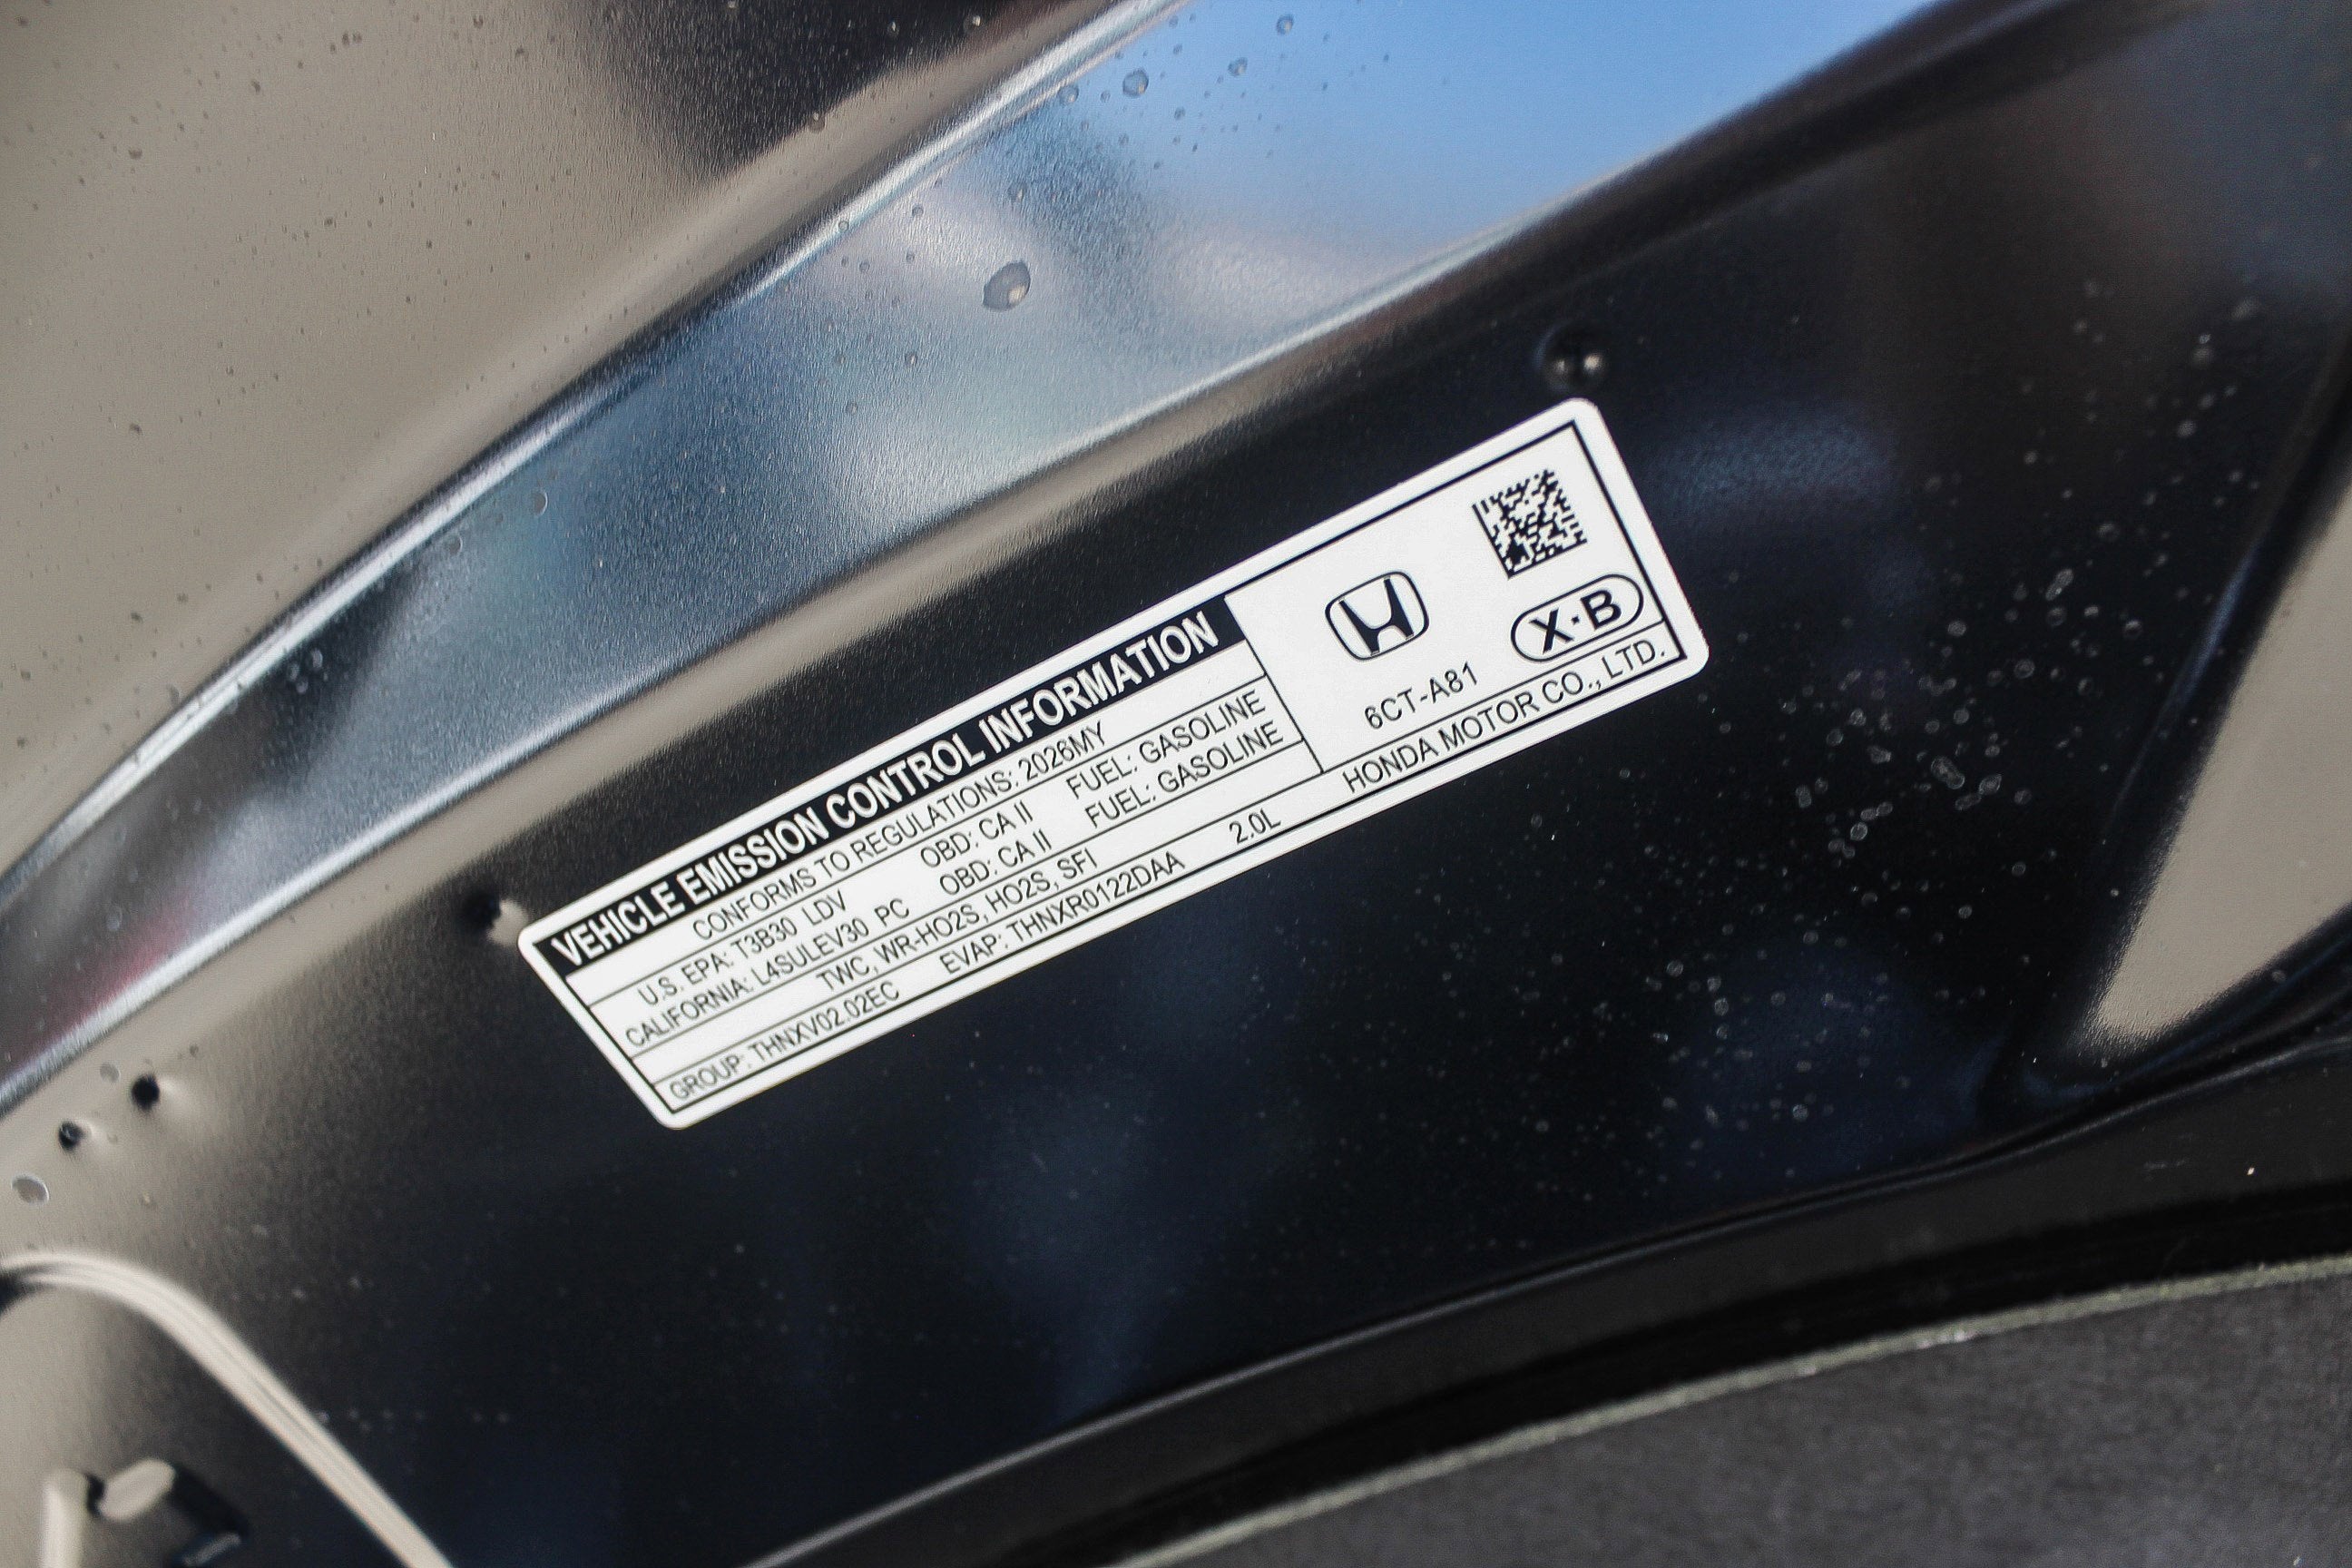 VEHICLE EMISSION CONTROL INFORMATION
CONFORMS TO REGULATIONS: 2026MY
U.S. EPA: T3B30 LDV OBD: CA II FUEL: GASOLINE
CALIFORNIA: L4SULEV30 PC OBD: CA II FUEL: GASOLINE
TWC, WR-HO2S, HO2S, SFI
GROUP: THNXV02.02EC EVAP: THNXR0122DAA 2.0L HONDA MOTOR CO., LTD.
6CT-A81
X·B